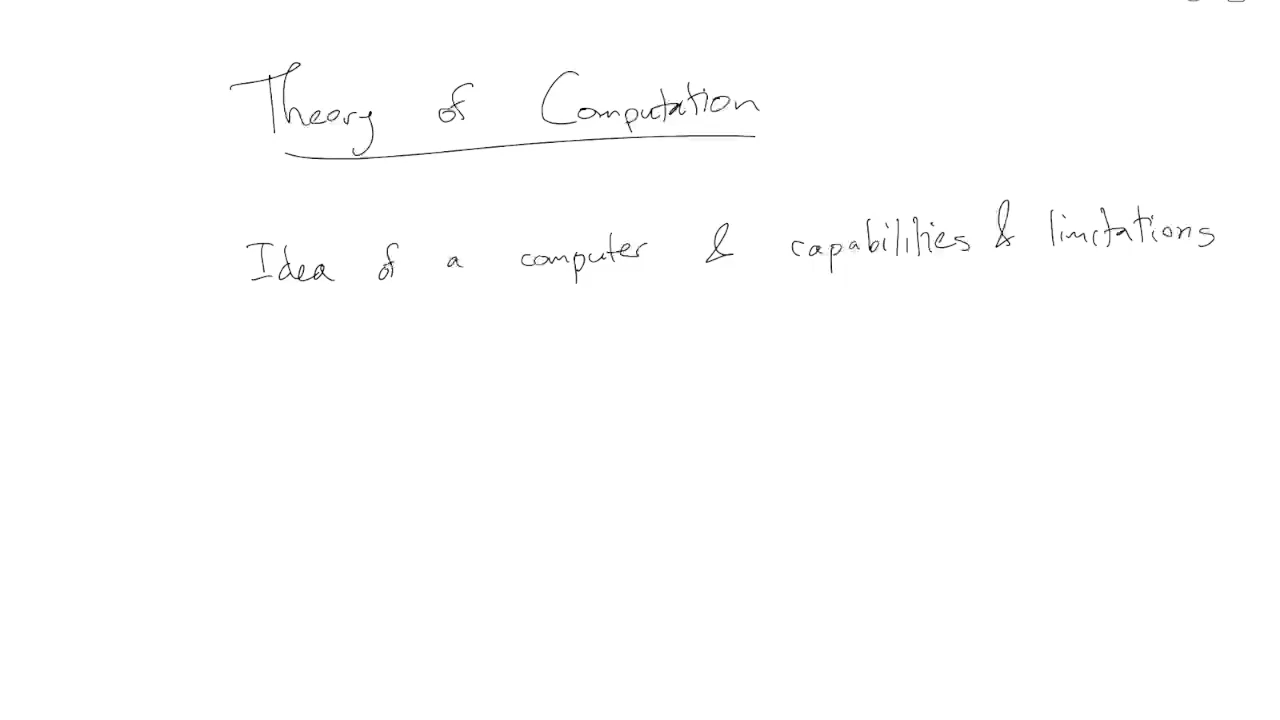 Theory of Computation
Idea of a computer & capabilities & limitations